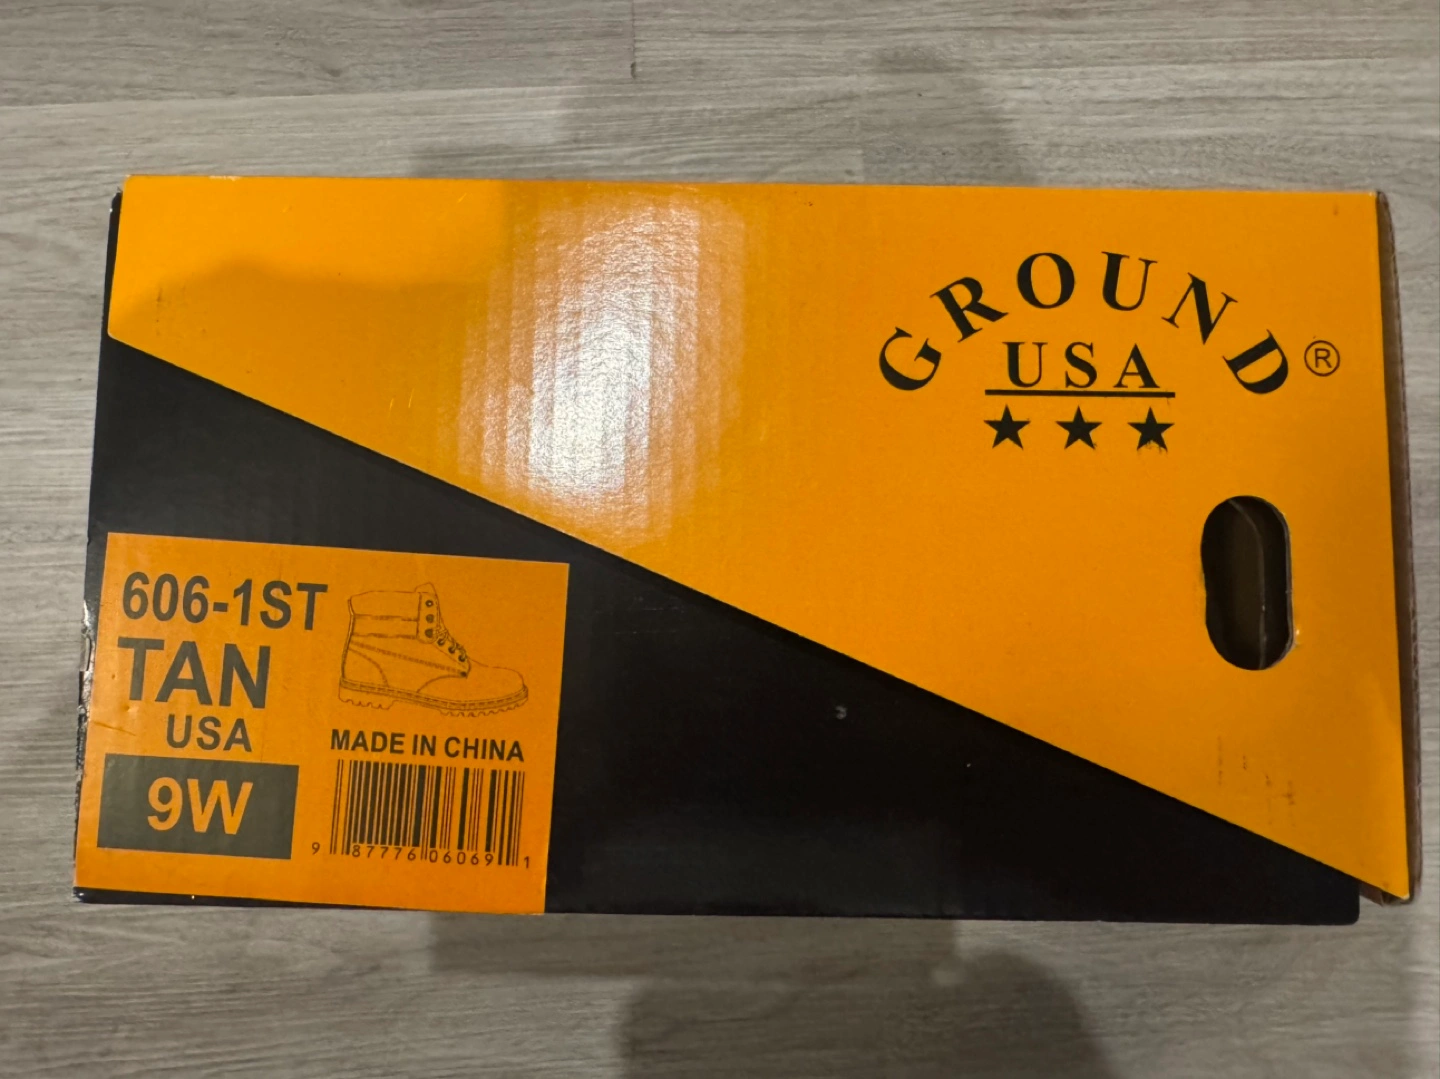 GROUND ®
USA
★★★
606-1ST
TAN
USA
9W
MADE IN CHINA
9 87776 06069 1